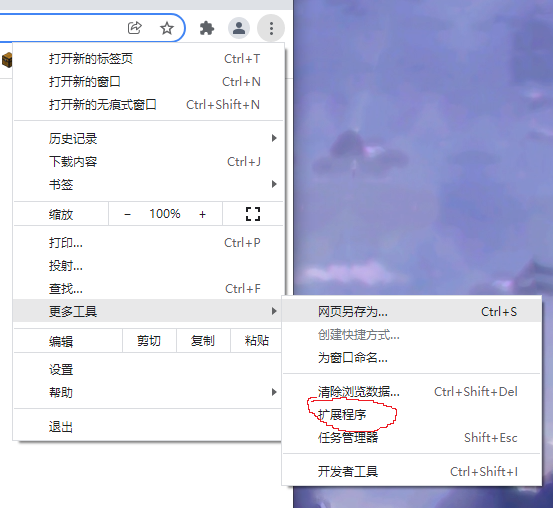 打开新的标签页 Ctrl+T
打开新的窗口 Ctrl+N
打开新的无痕式窗口 Ctrl+Shift+N
历史记录
下载内容 Ctrl+J
书签
缩放 − 100% +
打印... Ctrl+P
投射...
查找... Ctrl+F
更多工具
编辑 剪切 复制 粘贴
设置
帮助
退出
网页另存为... Ctrl+S
创建快捷方式...
为窗口命名...
清除浏览数据... Ctrl+Shift+Del
扩展程序
任务管理器 Shift+Esc
开发者工具 Ctrl+Shift+I